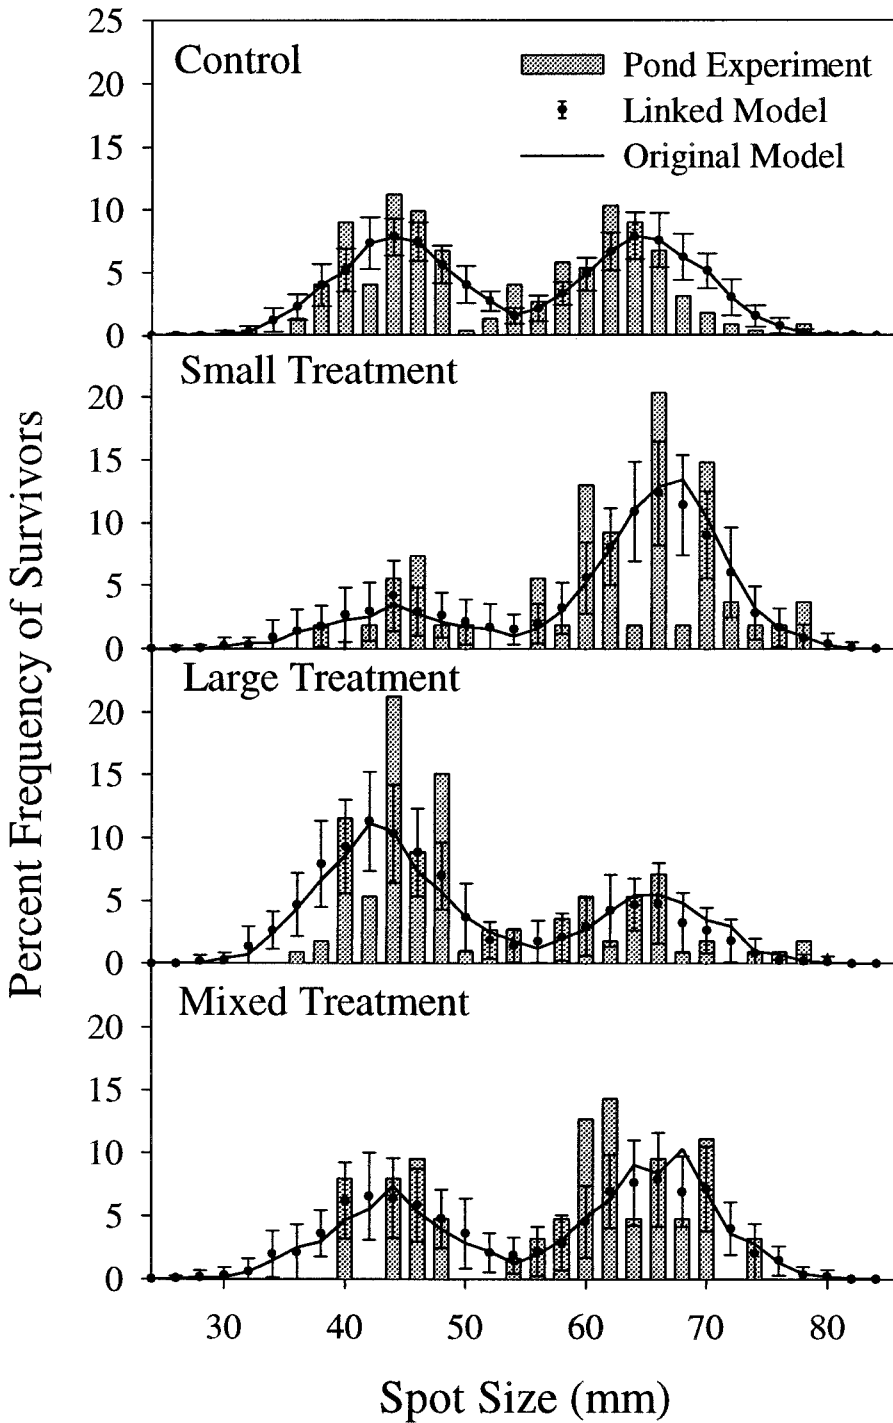 25
Control
Pond Experiment
20
Linked Model
15
Original Model
10
5
0
Small Treatment
20
15
10
5
0
Large Treatment
20
15
10
5
0
Mixed Treatment
20
15
10
5
0
30 40 50 60 70 80
Spot Size (mm)
Percent Frequency of Survivors